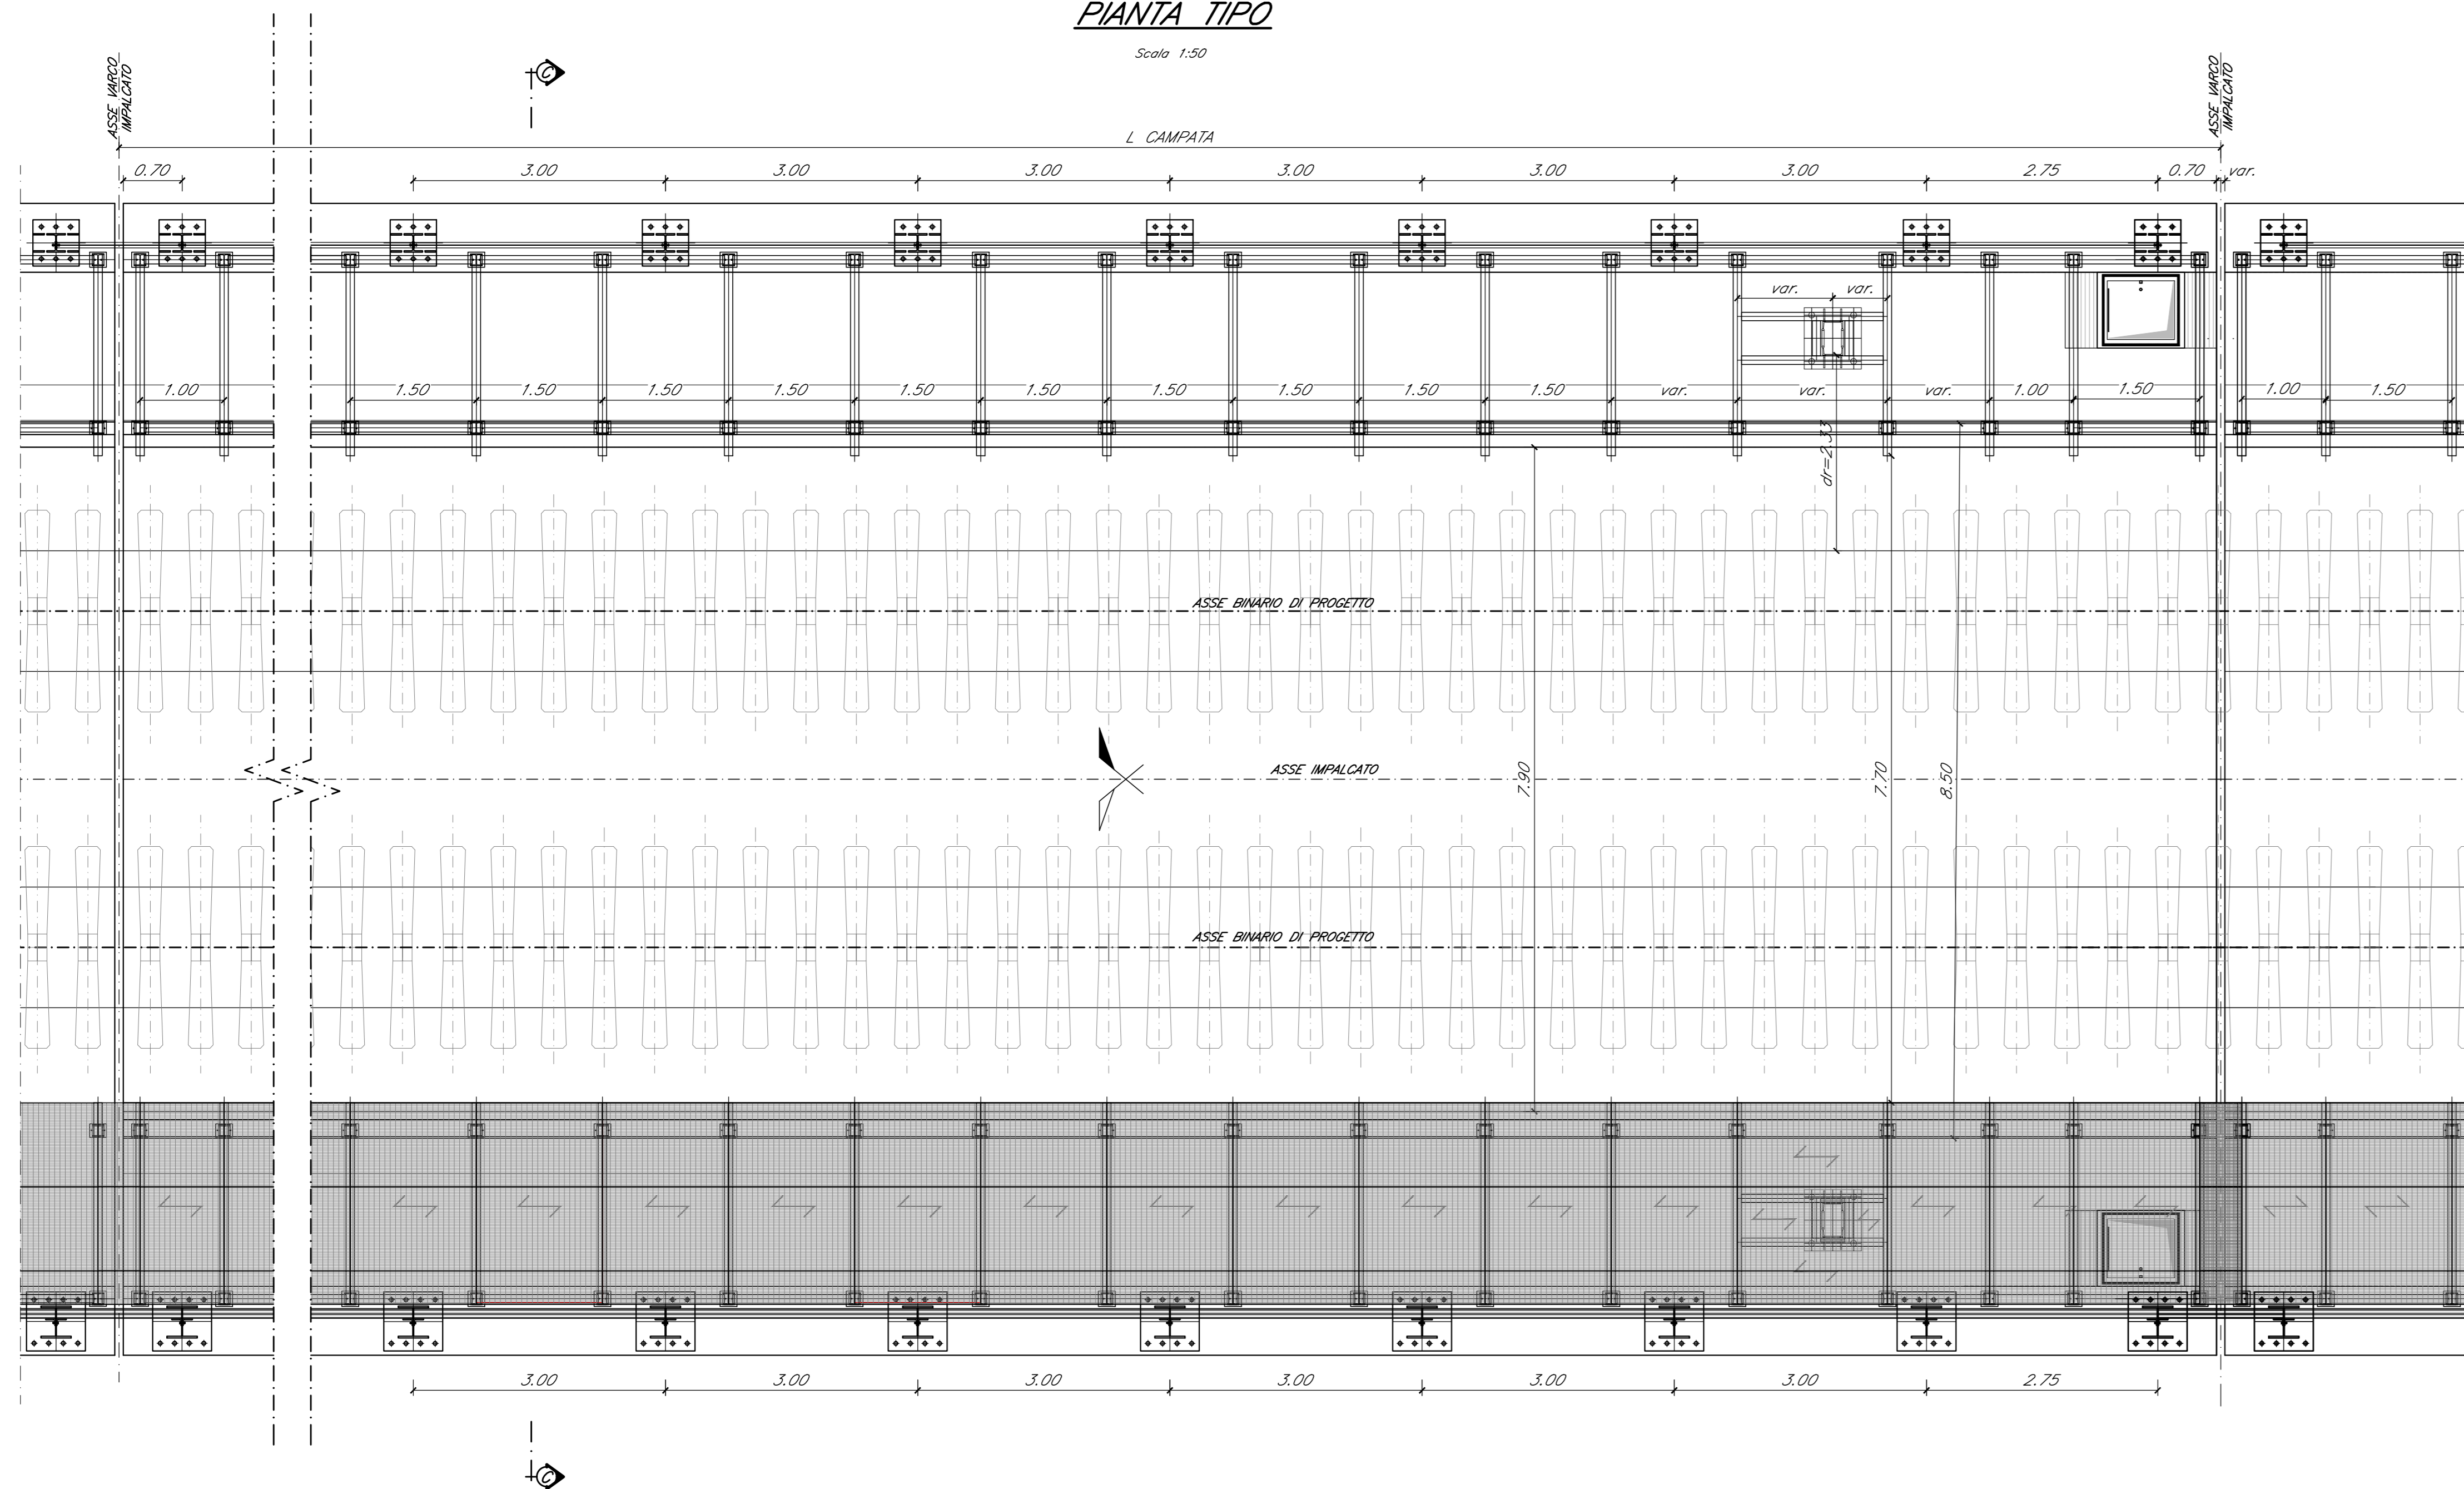 PIANTA TIPO
Scala 1:50
C
ASSE VARCO
IMPALCATO
ASSE VARCO
IMPALCATO
L CAMPATA
0.70 3.00 3.00 3.00 3.00 3.00 3.00 2.75 0.70 var.
var. var.
1.00 1.50 1.50 1.50 1.50 1.50 1.50 1.50 1.50 1.50 1.50 var. var. var. 1.00 1.50 1.00 1.50
dr=2.33
ASSE BINARIO DI PROGETTO
ASSE IMPALCATO
7.90 7.70 8.50
ASSE BINARIO DI PROGETTO
3.00 3.00 3.00 3.00 3.00 3.00 2.75
C